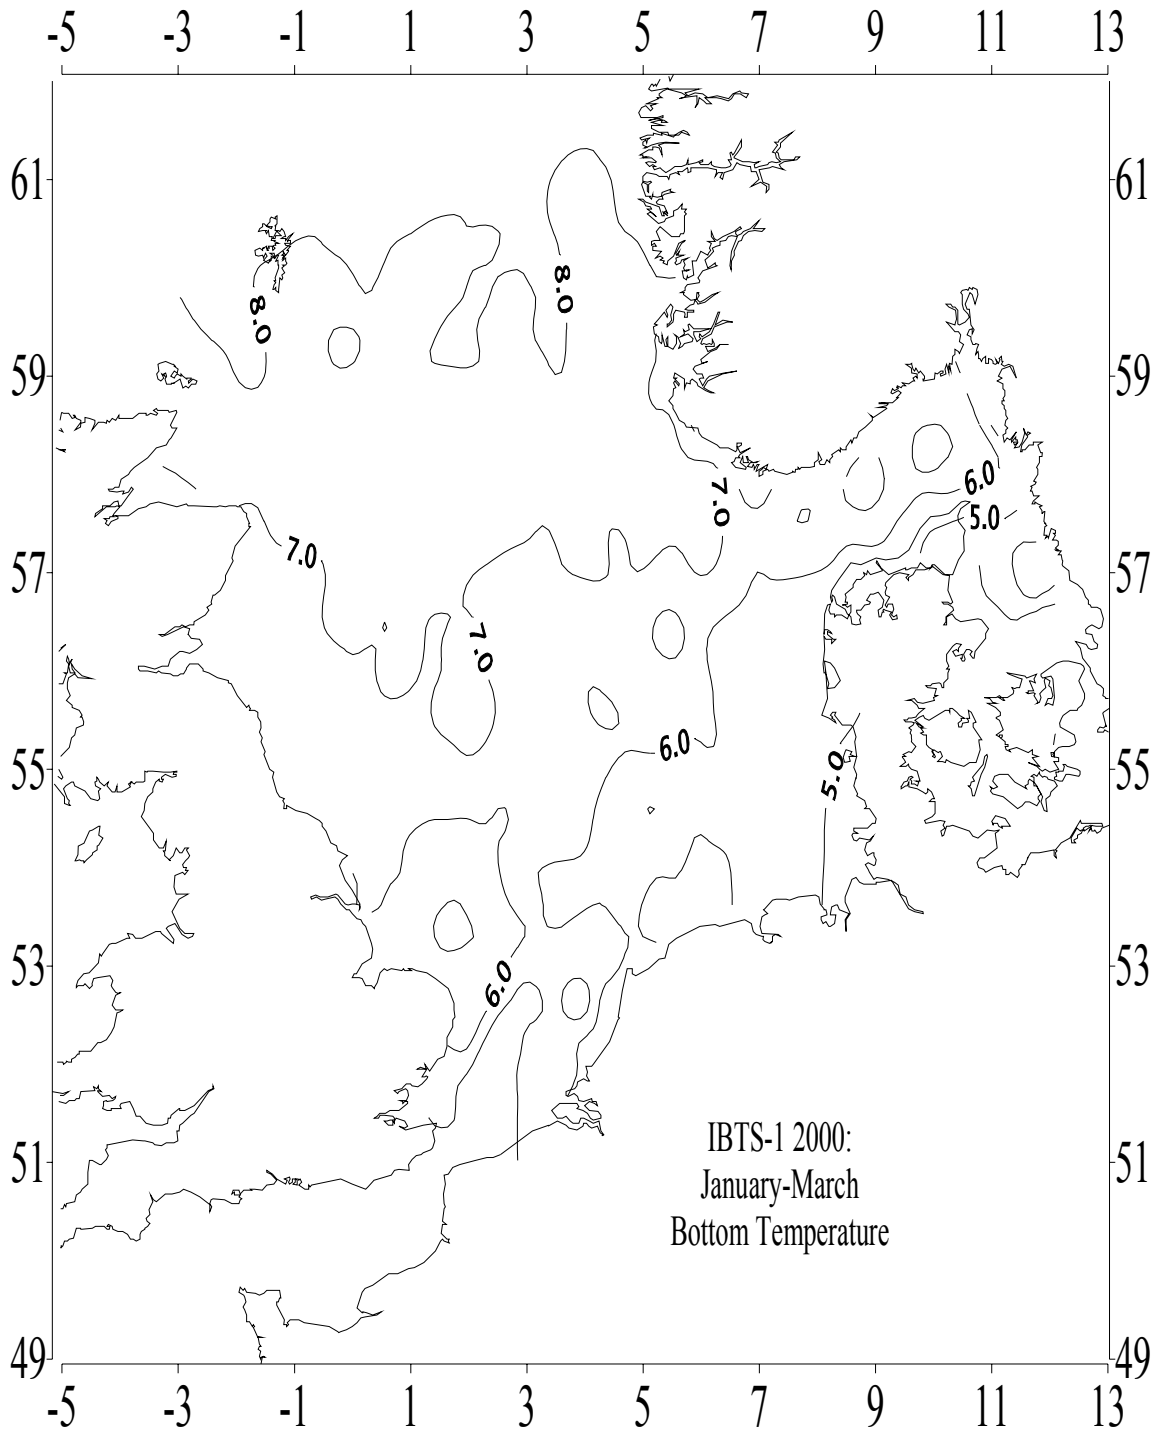 -5 -3 -1 1 3 5 7 9 11 13
61 61
8.0 8.0
59 59
6.0
7.0 5.0
7.0
57 57
7.0
6.0
55 5.0 55
53 53
6.0
IBTS-1 2000:
51 51
January-March
Bottom Temperature
49 49
-5 -3 -1 1 3 5 7 9 11 13